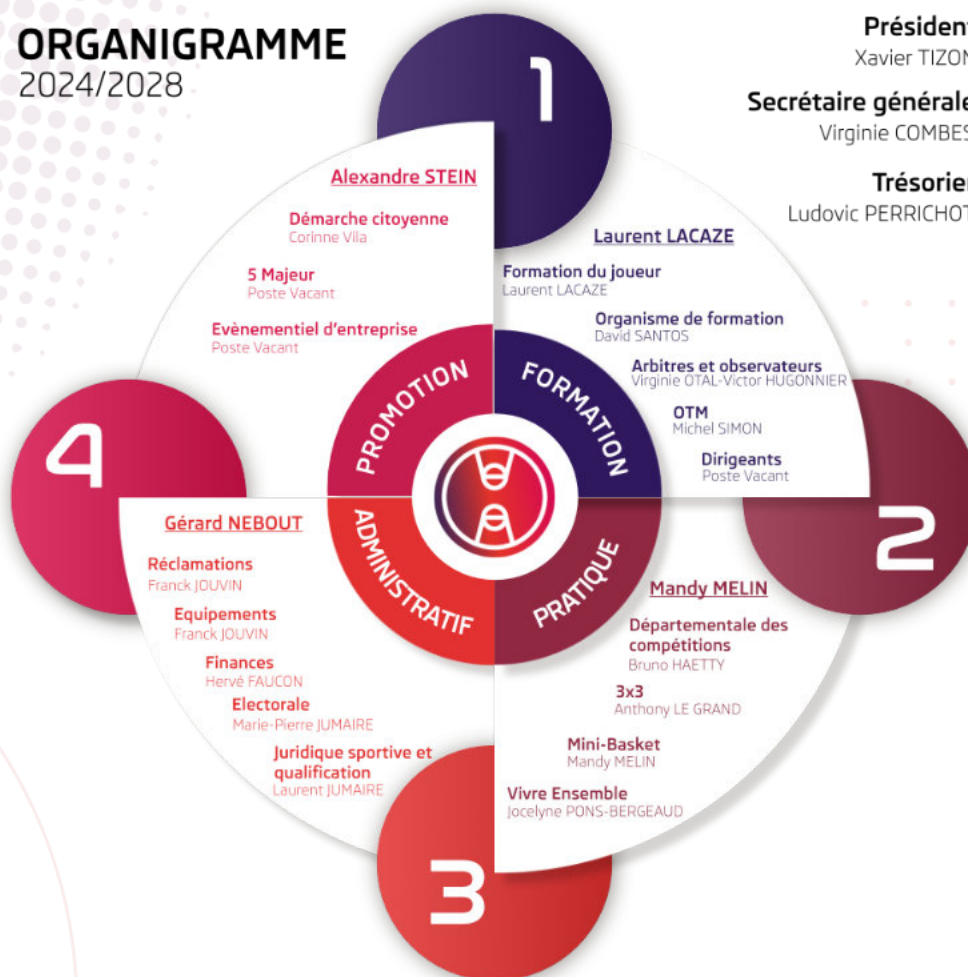 ORGANIGRAMME
2024/2028
Président
Xavier TIZON
Secrétaire générale
Virginie COMBES
Trésorier
Ludovic PERRICHOT
1
Laurent LACAZE
Formation du joueur
Laurent LACAZE
Organisme de formation
David SANTOS
Arbitres et observateurs
Virginie OTAL-Victor HUGONNIER
OTM
Michel SIMON
Dirigeants
Poste Vacant
FORMATION
2
Mandy MELIN
Départementale des
compétitions
Bruno HAETTY
3x3
Anthony LE GRAND
Mini-Basket
Mandy MELIN
Vivre Ensemble
Jocelyne PONS-BERGEAUD
PRATIQUE
3
Gérard NEBOUT
Réclamations
Franck JOUVIN
Equipements
Franck JOUVIN
Finances
Hervé FAUCON
Electorale
Marie-Pierre JUMAIRE
Juridique sportive et
qualification
Laurent JUMAIRE
ADMINISTRATIF
4
Alexandre STEIN
Démarche citoyenne
Corinne Vila
5 Majeur
Poste Vacant
Evènementiel d'entreprise
Poste Vacant
PROMOTION